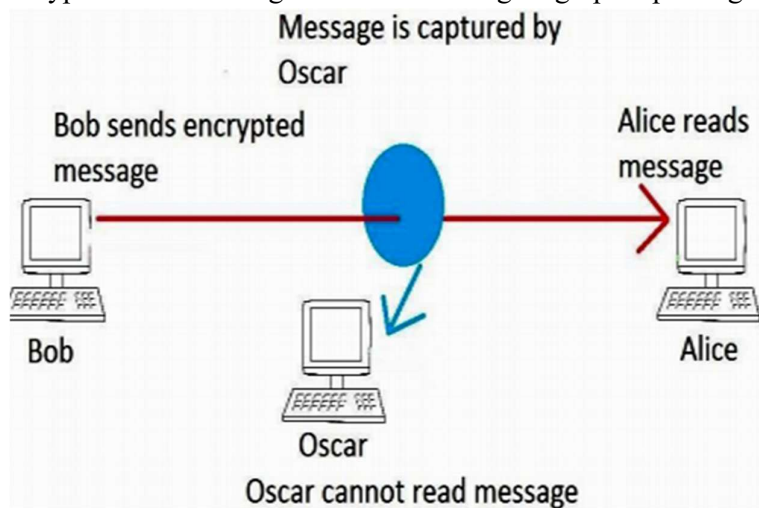 Message is captured by
Oscar
Bob sends encrypted
message
Alice reads
message
Bob
Alice
Oscar
Oscar cannot read message